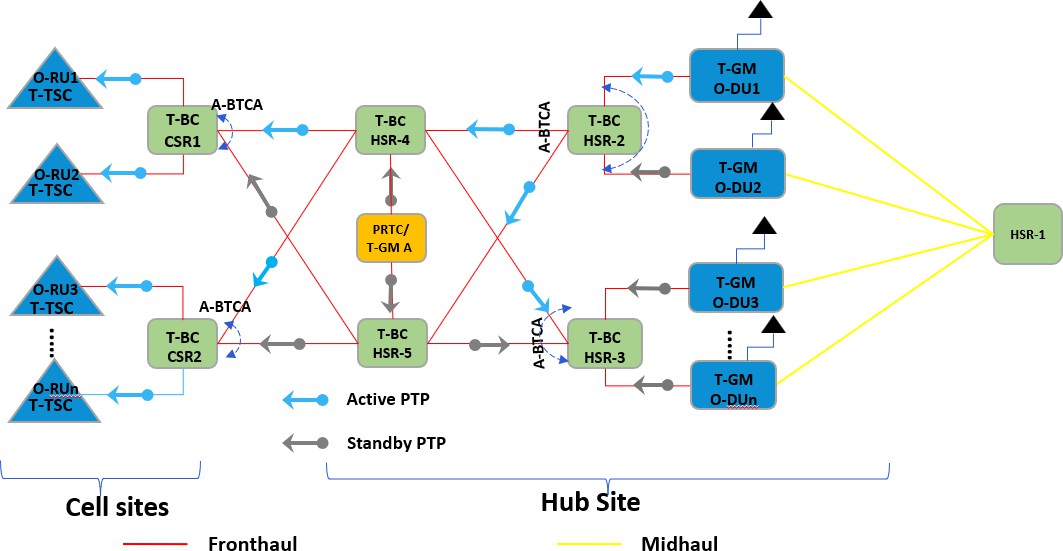 O-RU1
T-TSC
O-RU2
T-TSC
O-RU3
T-TSC
O-RUn
T-TSC
T-BC
CSR1
A-BTCA
T-BC
CSR2
A-BTCA
T-BC
HSR-4
PRTC/
T-GM A
T-BC
HSR-5
A-BTCA
T-BC
HSR-2
A-BTCA
T-BC
HSR-3
T-GM
O-DU1
T-GM
O-DU2
T-GM
O-DU3
T-GM
O-DUn
HSR-1
Active PTP
Standby PTP
Cell sites
Hub Site
Fronthaul
Midhaul